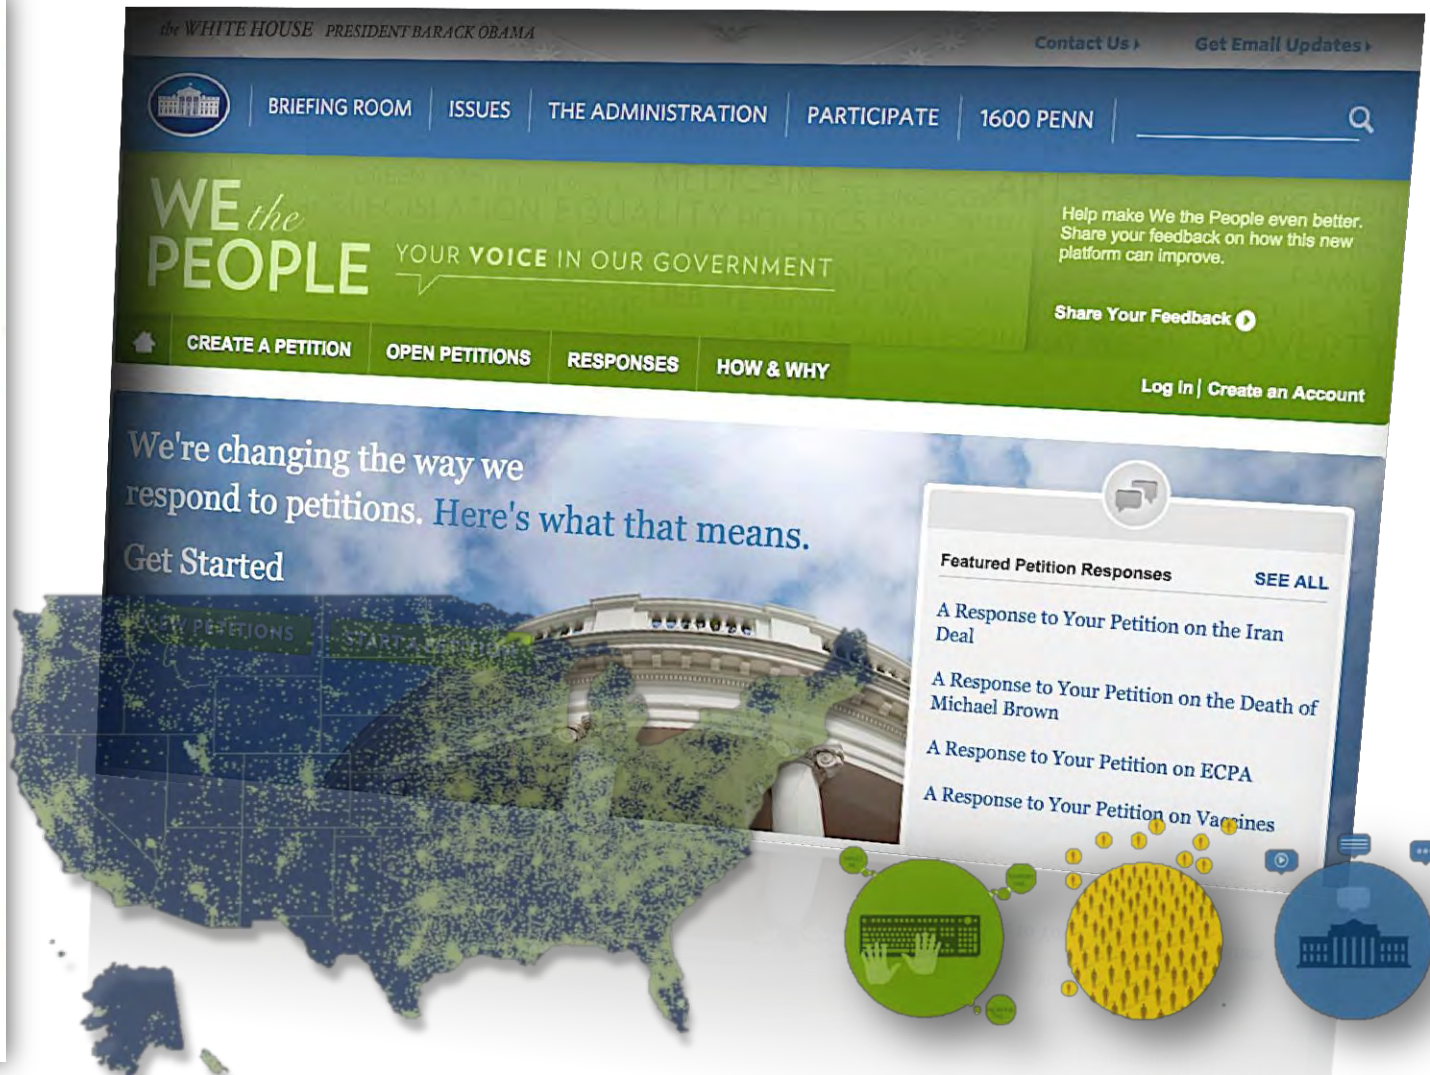 the WHITE HOUSE PRESIDENT BARACK OBAMA
Contact Us
Get Email Updates
BRIEFING ROOM
ISSUES
THE ADMINISTRATION
PARTICIPATE
1600 PENN
WE the
PEOPLE
YOUR VOICE IN OUR GOVERNMENT
Help make We the People even better.
Share your feedback on how this new
platform can improve.
Share Your Feedback
CREATE A PETITION
OPEN PETITIONS
RESPONSES
HOW & WHY
Log In | Create an Account
We're changing the way we
respond to petitions. Here's what that means.
Get Started
PETITIONS
START A PETITION
Featured Petition Responses
SEE ALL
A Response to Your Petition on the Iran
Deal
A Response to Your Petition on the Death of
Michael Brown
A Response to Your Petition on ECPA
A Response to Your Petition on Vaccines